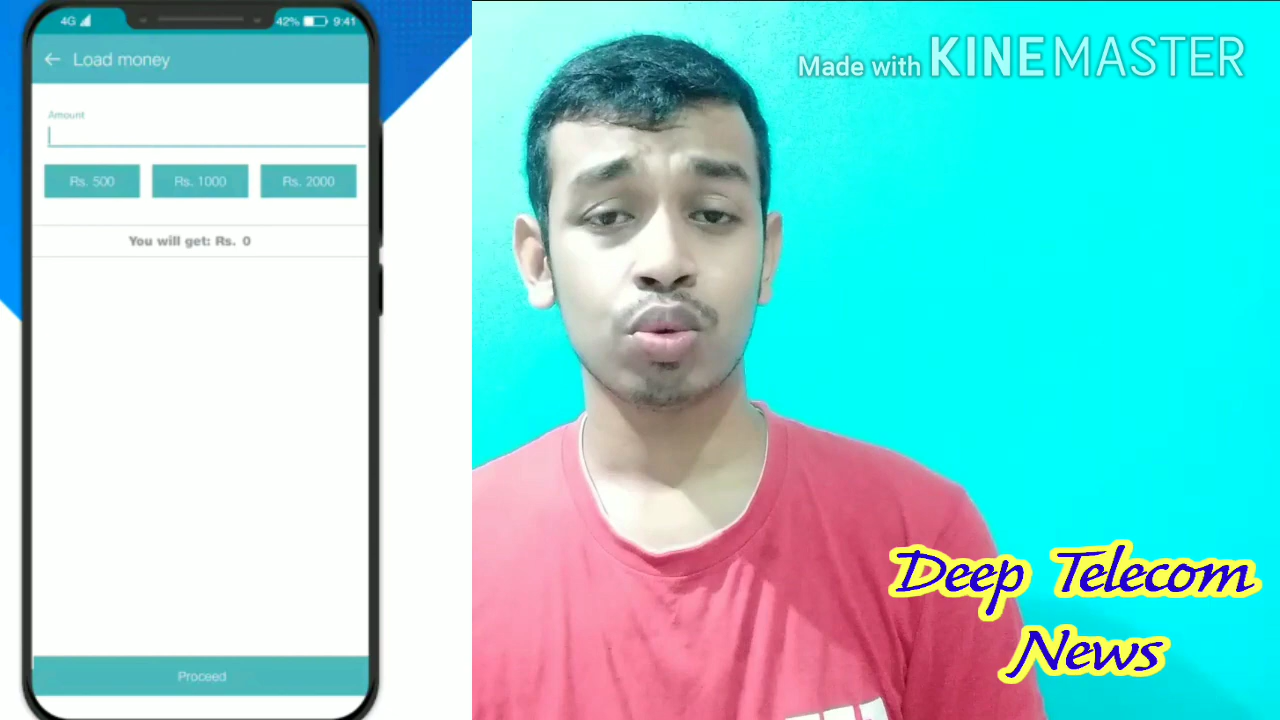 4G 42% 9:41
Load money
Amount
Rs. 500 Rs. 1000 Rs. 2000
You will get: Rs. 0
Proceed
Made with KINEMASTER
Deep Telecom
News